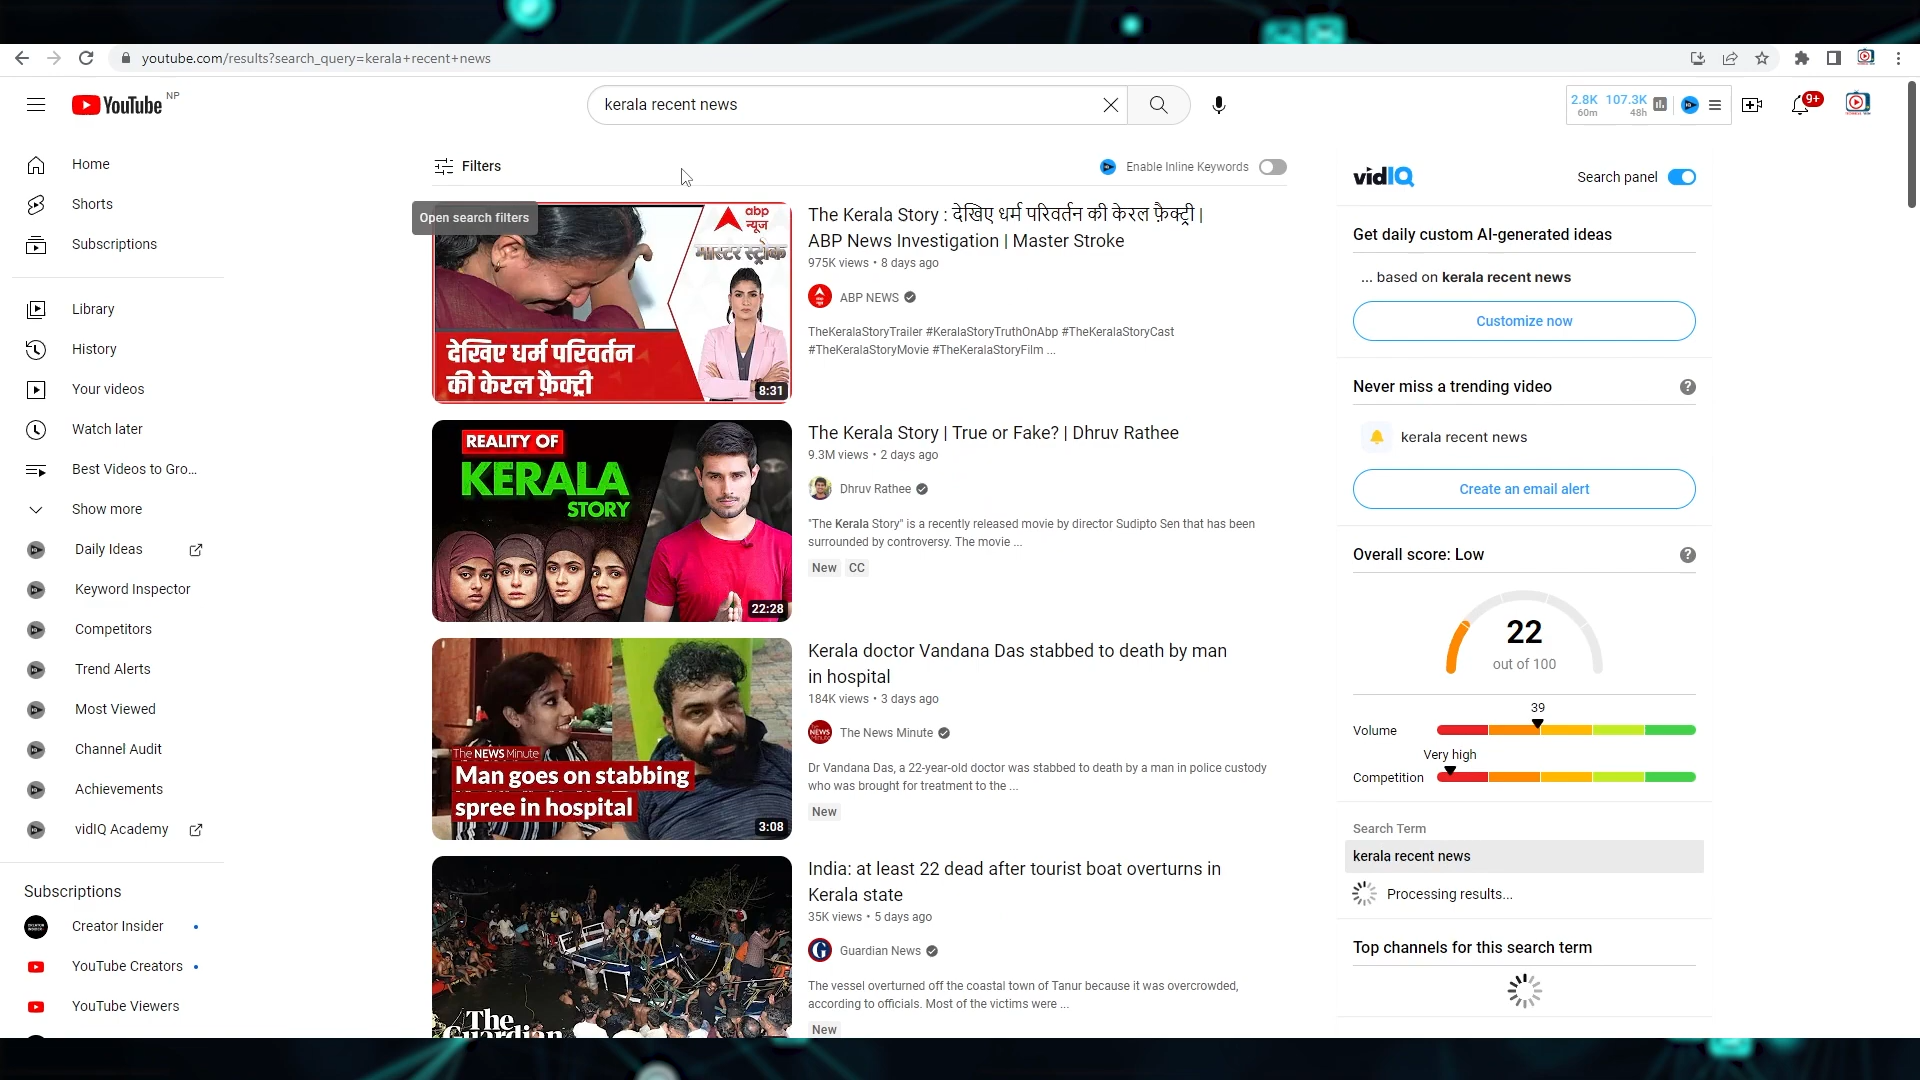 youtube.com/results?search_query=kerala+recent+news
YouTube NP
kerala recent news
2.8K 107.3K
60m 48h
9+
Home
Shorts
Subscriptions
Library
History
Your videos
Watch later
Best Videos to Gro...
Show more
Daily Ideas
Keyword Inspector
Competitors
Trend Alerts
Most Viewed
Channel Audit
Achievements
vidIQ Academy
Subscriptions
Creator Insider
YouTube Creators
YouTube Viewers
Filters
Enable Inline Keywords
Open search filters
abp
न्यूज़
मास्टर स्ट्रोक
देखिए धर्म परिवर्तन
की केरल फ़ैक्ट्री
8:31
The Kerala Story : देखिए धर्म परिवर्तन की केरल फ़ैक्ट्री |
ABP News Investigation | Master Stroke
975K views • 8 days ago
ABP NEWS
TheKeralaStoryTrailer #KeralaStoryTruthOnAbp #TheKeralaStoryCast
#TheKeralaStoryMovie #TheKeralaStoryFilm ...
REALITY OF
KERALA
STORY
22:28
The Kerala Story | True or Fake? | Dhruv Rathee
9.3M views • 2 days ago
Dhruv Rathee
"The Kerala Story" is a recently released movie by director Sudipto Sen that has been
surrounded by controversy. The movie ...
New CC
The NEWS Minute
Man goes on stabbing
spree in hospital
3:08
Kerala doctor Vandana Das stabbed to death by man
in hospital
184K views • 3 days ago
The News Minute
Dr Vandana Das, a 22-year-old doctor was stabbed to death by a man in police custody
who was brought for treatment to the ...
New
The
Guardian
India: at least 22 dead after tourist boat overturns in
Kerala state
35K views • 5 days ago
Guardian News
The vessel overturned off the coastal town of Tanur because it was overcrowded,
according to officials. Most of the victims were ...
New
vidIQ
Search panel
Get daily custom AI-generated ideas
... based on kerala recent news
Customize now
Never miss a trending video ?
kerala recent news
Create an email alert
Overall score: Low ?
22
out of 100
39
Volume
Very high
Competition
Search Term
kerala recent news
Processing results...
Top channels for this search term